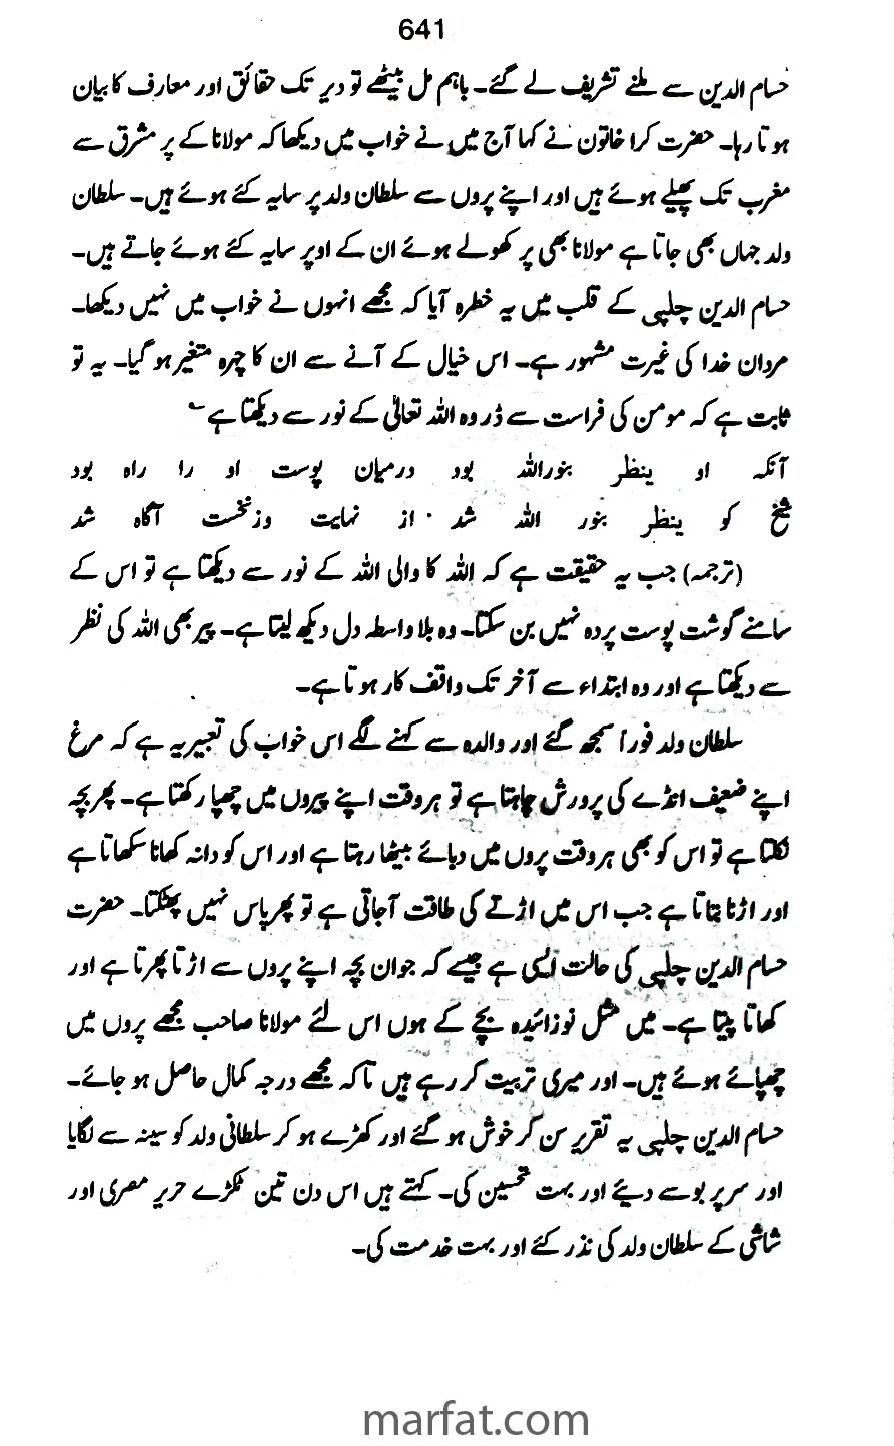 641
حسام الدین سے ملنے تشریف لے گئے۔ باہم مل بیٹھے تو دیر تک حقائق اور معارف کا بیان
ہوتا رہا۔ حضرت کرا خاتون نے کہا آج میں نے خواب میں دیکھا کہ مولانا کے پر مشرق سے
مغرب تک پھیلے ہوئے ہیں اور اپنے پروں سے سلطان ولد پر سایہ کئے ہوئے ہیں۔ سلطان
ولد جہاں بھی جاتا ہے مولانا بھی پر کھولے ہوئے ان کے اوپر سایہ کئے ہوئے جاتے ہیں۔
حسام الدین چلپی کے قلب میں یہ خطرہ آیا کہ مجھے انہوں نے خواب میں نہیں دیکھا۔
مردان خدا کی غیرت مشہور ہے۔ اس خیال کے آنے سے ان کا چہرہ متغیر ہو گیا۔ یہ تو
ثابت ہے کہ مومن کی فراست سے ڈر وہ اللہ تعالیٰ کے نور سے دیکھتا ہے ؎
آنکہ او ینظر بنوراللہ بود درمیان پوست او را راہ بود
شیخ کو ینظر بنور اللہ شد از نہایت وز نخست آگاہ شد
(ترجمہ) جب یہ حقیقت ہے کہ اللہ کا والی اللہ کے نور سے دیکھتا ہے تو اس کے
سامنے گوشت پوست پردہ نہیں بن سکتا۔ وہ بلا واسطہ دل دیکھ لیتا ہے۔ پیر بھی اللہ کی نظر
سے دیکھتا ہے اور وہ ابتداء سے آخر تک واقف کار ہوتا ہے۔
سلطان ولد فوراً سمجھ گئے اور والدہ سے کہنے لگے اس خواب کی تعبیر یہ ہے کہ مرغ
اپنے ضعیف انڈے کی پرورش چاہتا ہے تو ہر وقت اپنے پیروں میں چھپا رکھتا ہے۔ پھر بچہ
نکلتا ہے تو اس کو بھی ہر وقت پروں میں دبائے بیٹھا رہتا ہے اور اس کو دانہ کھانا سکھاتا ہے
اور اڑنا بتاتا ہے جب اس میں اڑنے کی طاقت آجاتی ہے تو پھر پاس نہیں پھٹکتا۔ حضرت
حسام الدین چلپی کی حالت ایسی ہے جیسے کہ جوان بچہ اپنے پروں سے اڑتا پھرتا ہے اور
کھاتا پیتا ہے۔ میں مثل نوزائیدہ بچے کے ہوں اس لئے مولانا صاحب مجھے پروں میں
چھپائے ہوئے ہیں۔ اور میری تربیت کر رہے ہیں تاکہ مجھے درجہ کمال حاصل ہو جائے۔
حسام الدین چلپی یہ تقریر سن کر خوش ہو گئے اور کھڑے ہو کر سلطانی ولد کو سینہ سے لگایا
اور سر پر بوسے دیئے اور بہت تحسین کی۔ کہتے ہیں اس دن تین ٹکڑے حریر مصری اور
شاشی کے سلطان ولد کی نذر کئے اور بہت خدمت کی۔
marfat.com